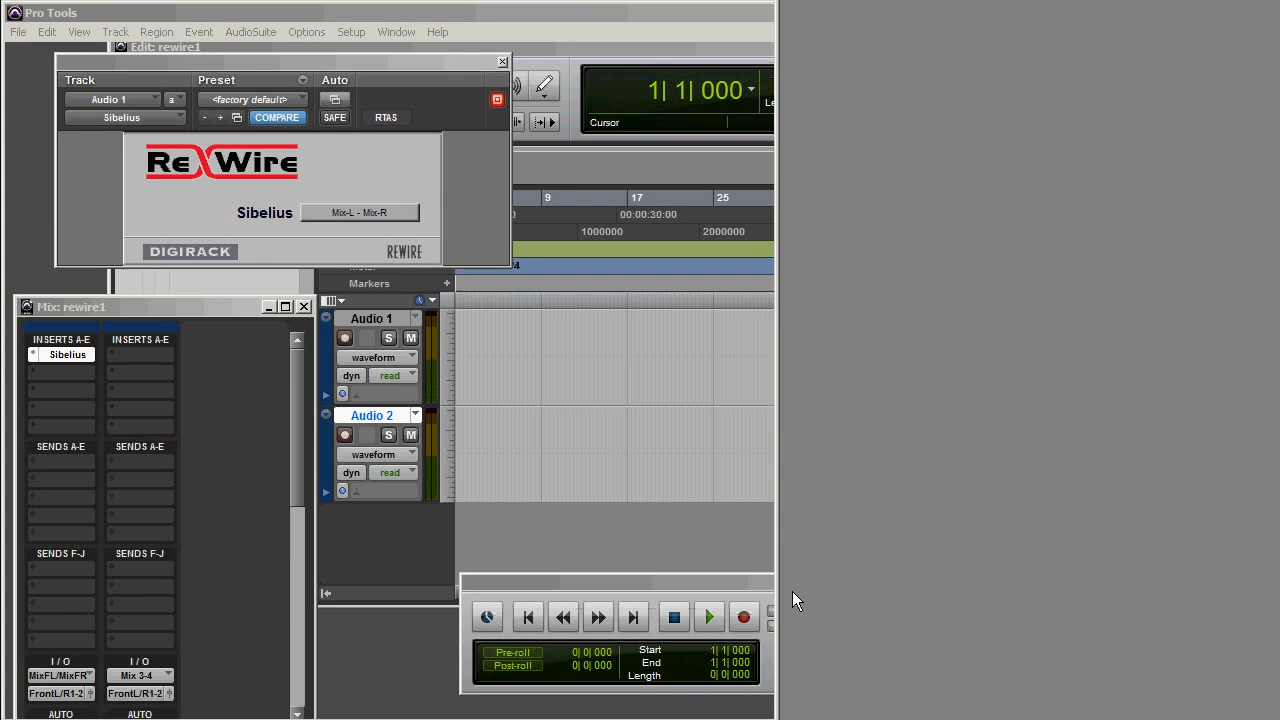 Pro Tools
File Edit View Track Region Event AudioSuite Options Setup Window Help
Edit: rewire1
Track Preset Auto
Audio 1 a <factory default>
Sibelius - + COMPARE SAFE RTAS
ReWire
Sibelius Mix-L - Mix-R
DIGIRACK REWIRE
1| 1| 000
Cursor
9 17 25
00:00:30:00
1000000 2000000
Markers +
Audio 1
S M
waveform
dyn read
Audio 2
S M
waveform
dyn read
Mix: rewire1
INSERTS A-E INSERTS A-E
Sibelius
SENDS A-E SENDS A-E
SENDS F-J SENDS F-J
I / O I / O
MixFL/MixFR Mix 3-4
FrontL/R1-2 FrontL/R1-2
AUTO AUTO
Pre-roll 0| 0| 000 Start 1| 1| 000
Post-roll 0| 0| 000 End 1| 1| 000
Length 0| 0| 000